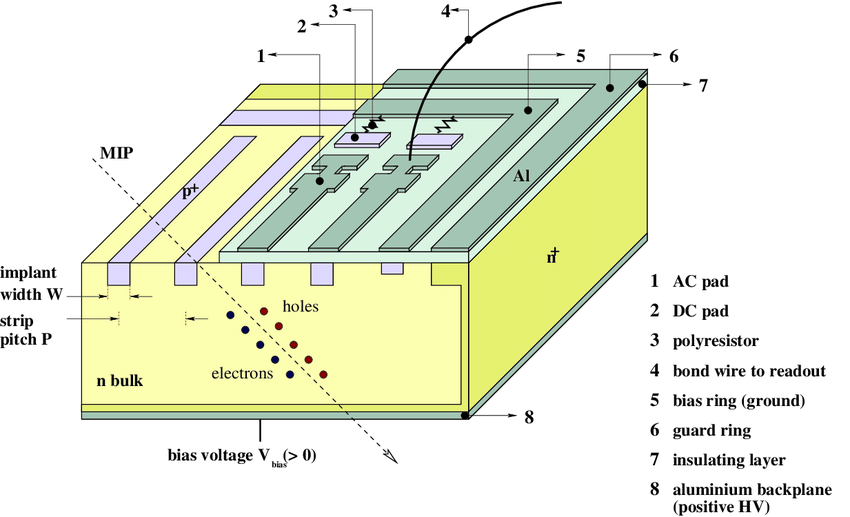 3
4
2
1
5
6
7
MIP
p+
Al
n+
implant
width W
strip
pitch P
holes
electrons
n bulk
8
bias voltage Vbias(> 0)
1 AC pad
2 DC pad
3 polyresistor
4 bond wire to readout
5 bias ring (ground)
6 guard ring
7 insulating layer
8 aluminium backplane
(positive HV)